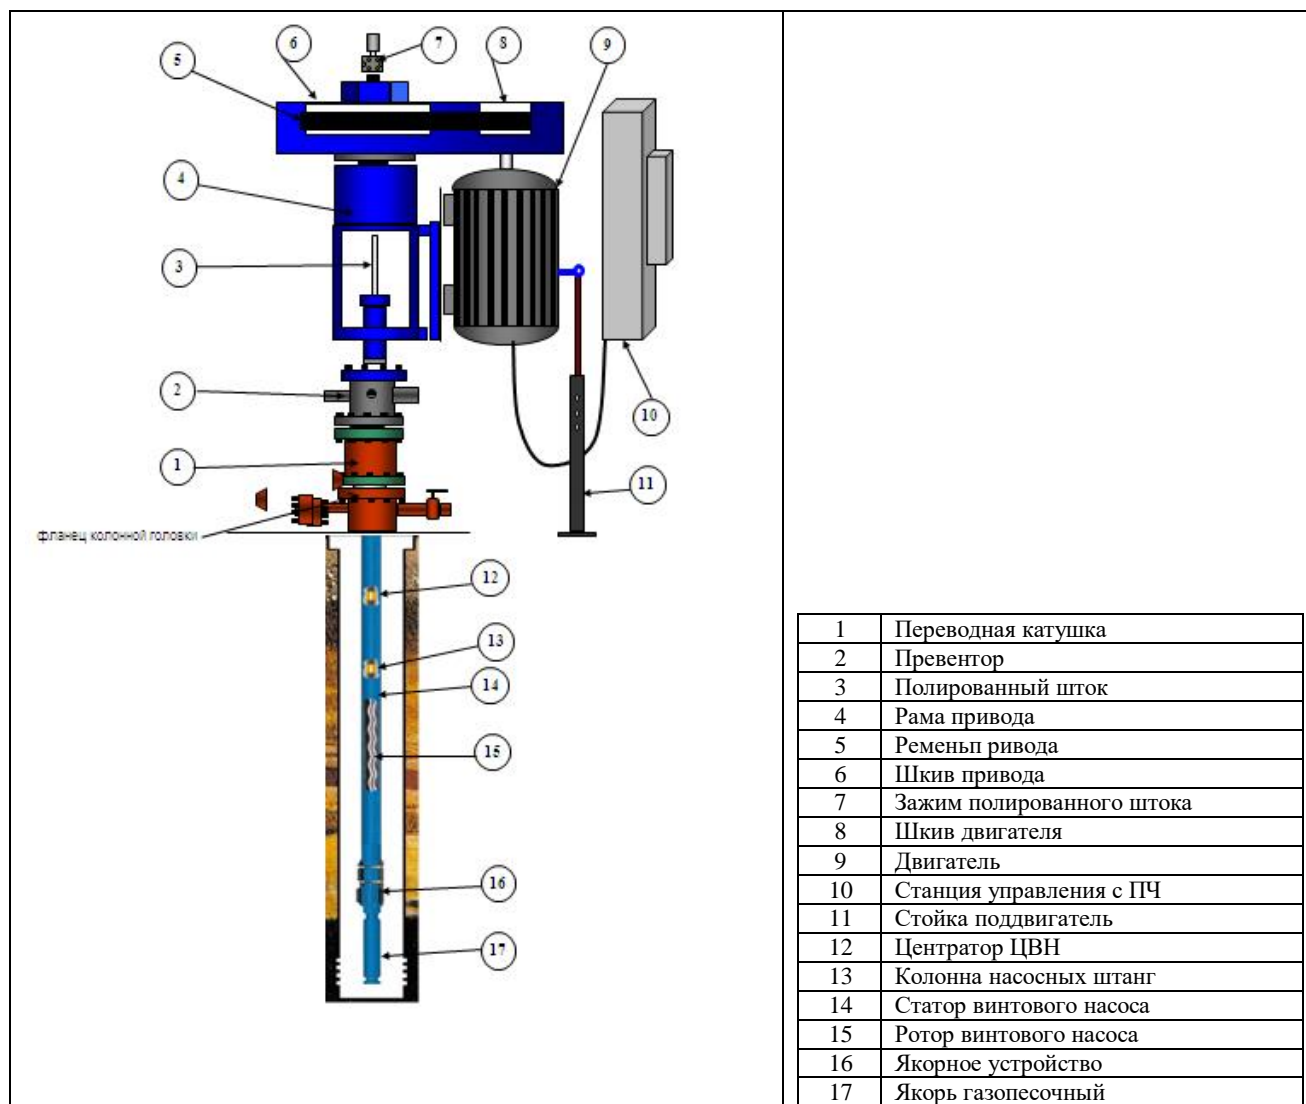 6
7
8
9
5
4
3
2
10
1
11
фланец колонной головки
12
13
14
15
16
17
1 Переводная катушка
2 Превентор
3 Полированный шток
4 Рама привода
5 Ременьп ривода
6 Шкив привода
7 Зажим полированного штока
8 Шкив двигателя
9 Двигатель
10 Станция управления с ПЧ
11 Стойка поддвигатель
12 Центратор ЦВН
13 Колонна насосных штанг
14 Статор винтового насоса
15 Ротор винтового насоса
16 Якорное устройство
17 Якорь газопесочный